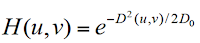 H(u,v) = e^{-D^2(u,v)/2D_0}